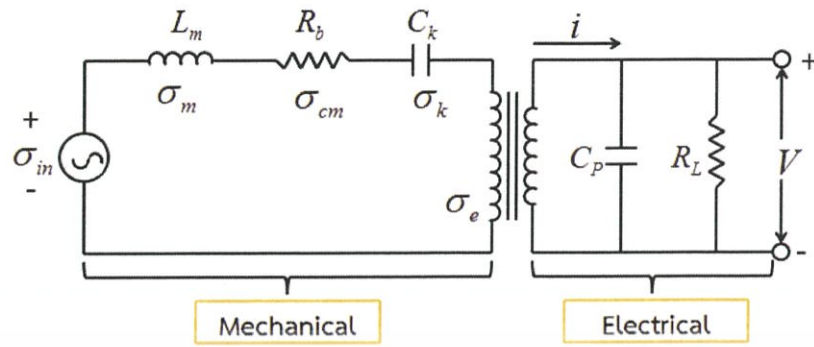 L_m R_b C_k i
σ_m σ_cm σ_k
+ +
σ_in C_P R_L V
-
σ_e
-
Mechanical Electrical